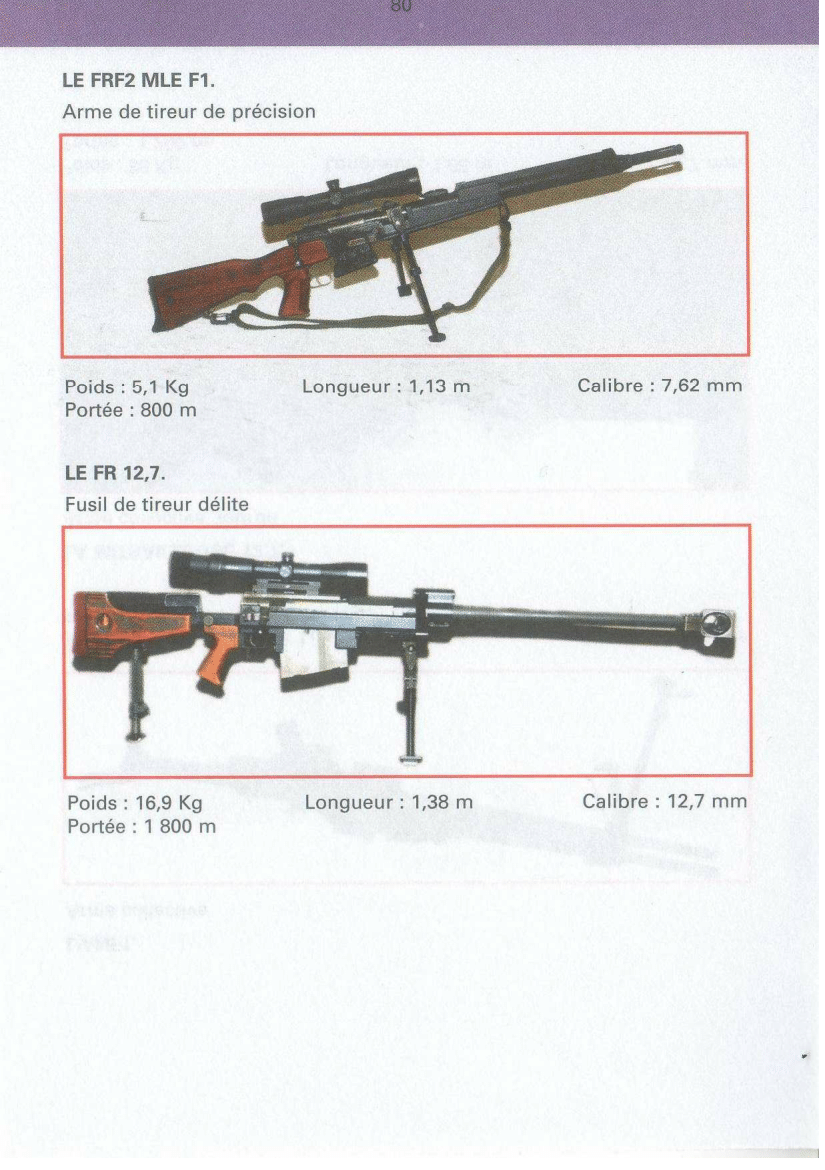 80
LE FRF2 MLE F1.
Arme de tireur de précision
Poids : 5,1 Kg Longueur : 1,13 m Calibre : 7,62 mm
Portée : 800 m
LE FR 12,7.
Fusil de tireur délite
Poids : 16,9 Kg Longueur : 1,38 m Calibre : 12,7 mm
Portée : 1 800 m